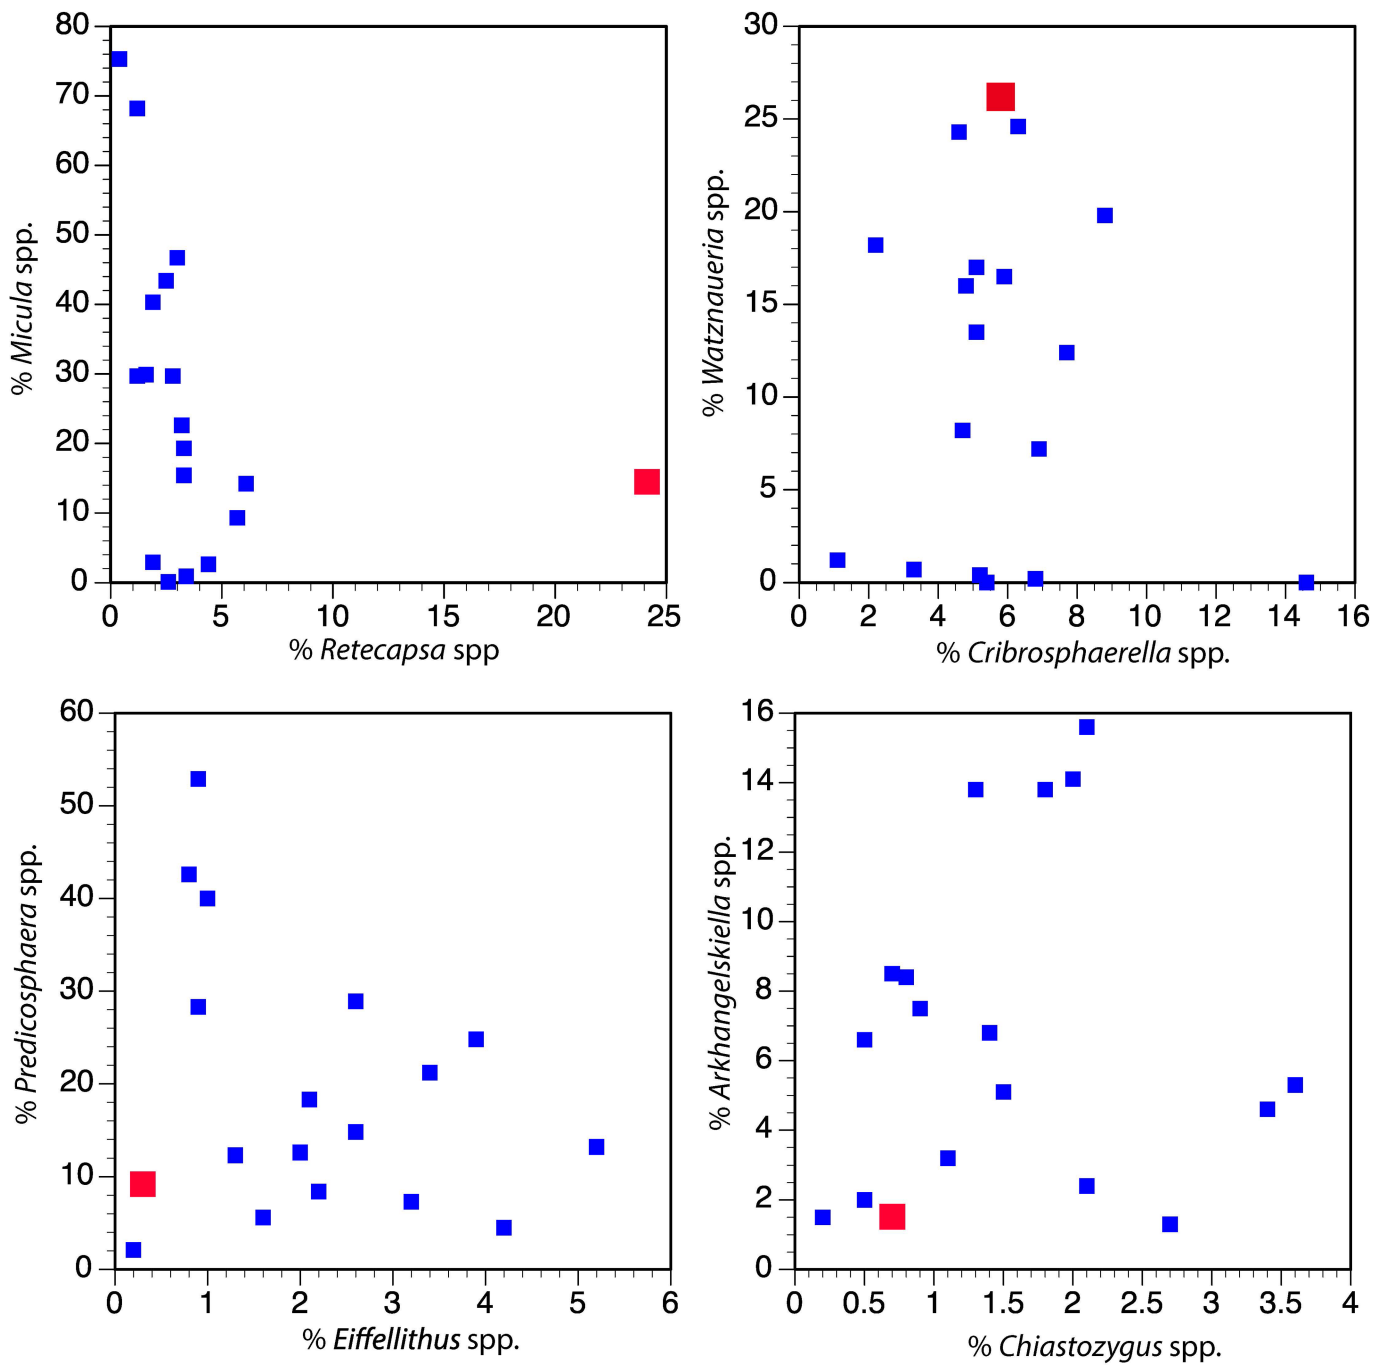 80
70
60
50
40
30
20
10
0
% Micula spp.
0 5 10 15 20 25
% Retecapsa spp
30
25
20
15
10
5
0
% Watznaueria spp.
0 2 4 6 8 10 12 14 16
% Cribrosphaerella spp.
60
50
40
30
20
10
0
% Predicosphaera spp.
0 1 2 3 4 5 6
% Eiffellithus spp.
16
14
12
10
8
6
4
2
0
% Arkhangelskiella spp.
0 0.5 1 1.5 2 2.5 3 3.5 4
% Chiastozygus spp.